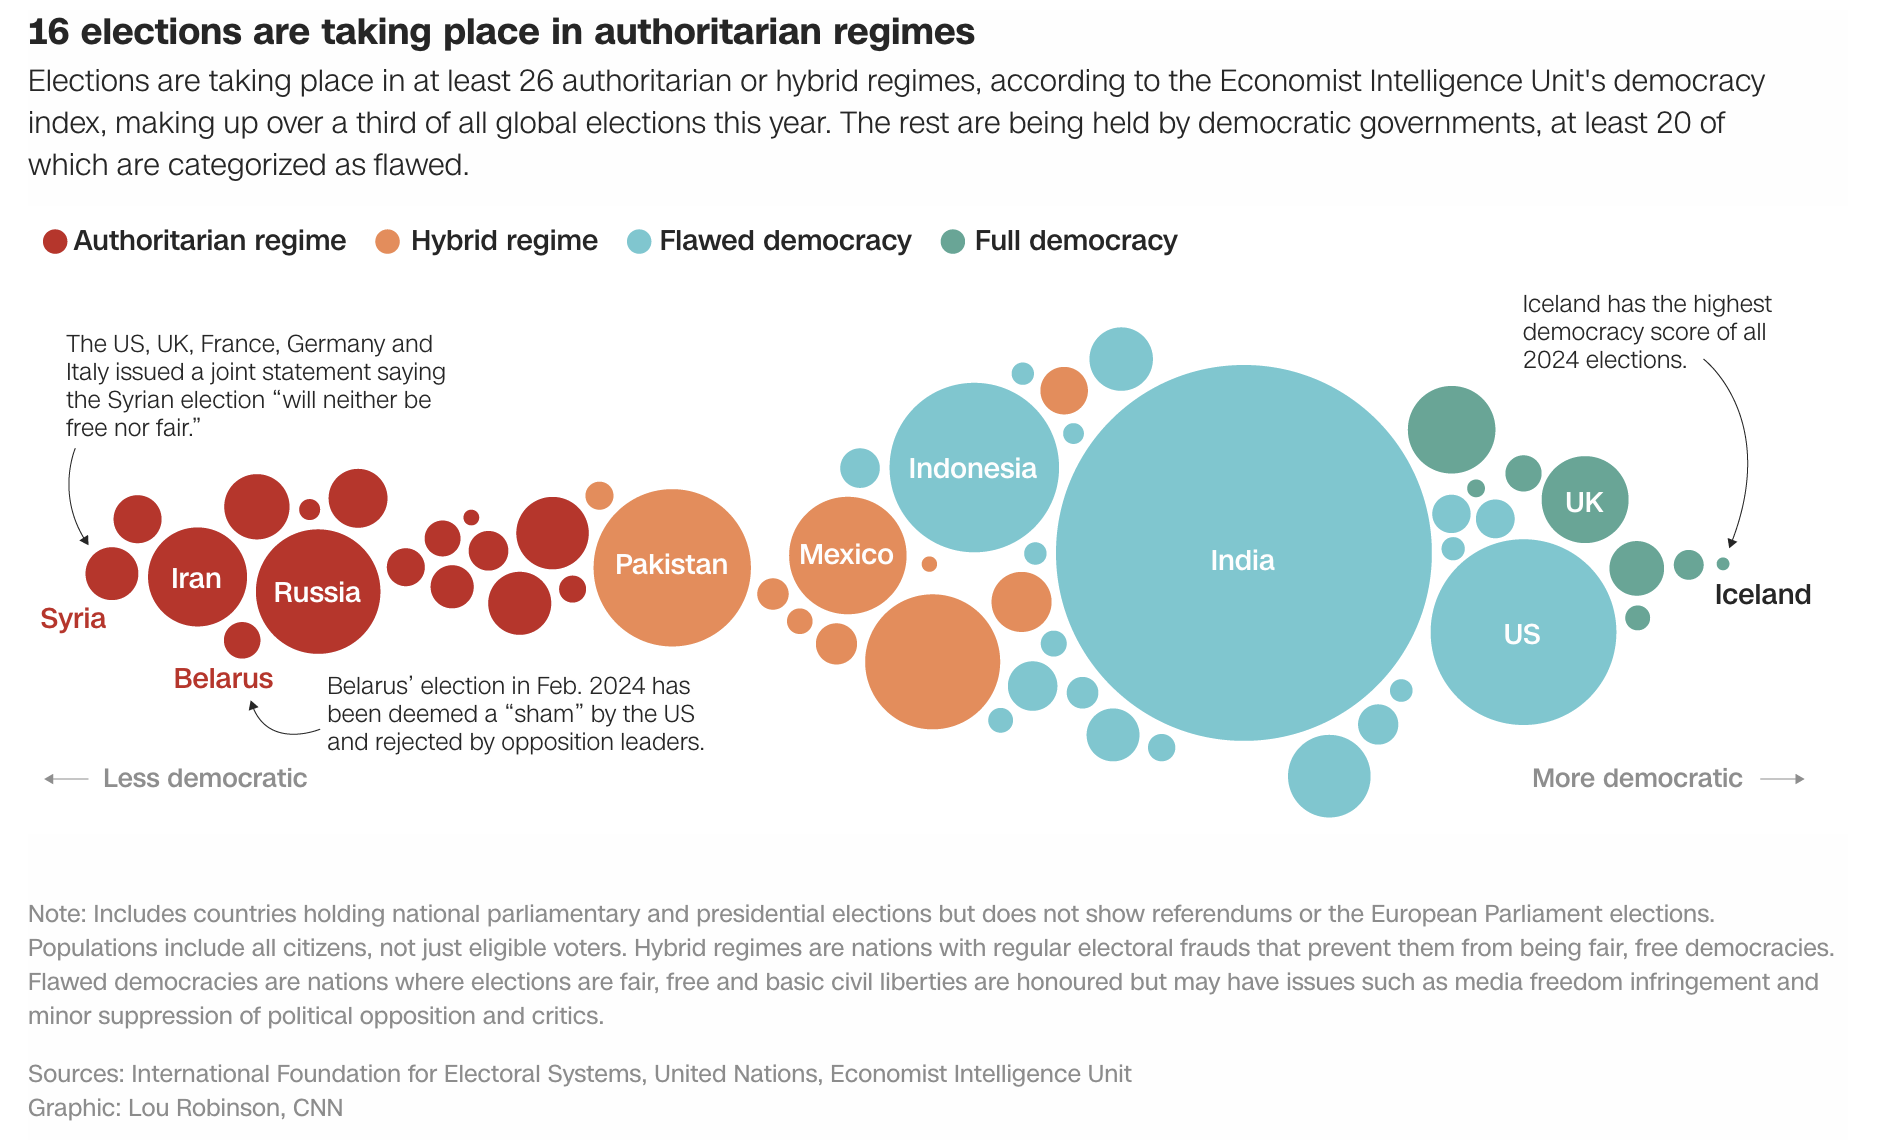 16 elections are taking place in authoritarian regimes
Elections are taking place in at least 26 authoritarian or hybrid regimes, according to the Economist Intelligence Unit's democracy
index, making up over a third of all global elections this year. The rest are being held by democratic governments, at least 20 of
which are categorized as flawed.
Authoritarian regime
Hybrid regime
Flawed democracy
Full democracy
The US, UK, France, Germany and
Italy issued a joint statement saying
the Syrian election “will neither be
free nor fair.”
Iceland has the highest
democracy score of all
2024 elections.
Syria
Iran
Russia
Belarus
Pakistan
Mexico
Indonesia
India
US
UK
Iceland
Belarus’ election in Feb. 2024 has
been deemed a “sham” by the US
and rejected by opposition leaders.
Less democratic
More democratic
Note: Includes countries holding national parliamentary and presidential elections but does not show referendums or the European Parliament elections.
Populations include all citizens, not just eligible voters. Hybrid regimes are nations with regular electoral frauds that prevent them from being fair, free democracies.
Flawed democracies are nations where elections are fair, free and basic civil liberties are honoured but may have issues such as media freedom infringement and
minor suppression of political opposition and critics.
Sources: International Foundation for Electoral Systems, United Nations, Economist Intelligence Unit
Graphic: Lou Robinson, CNN